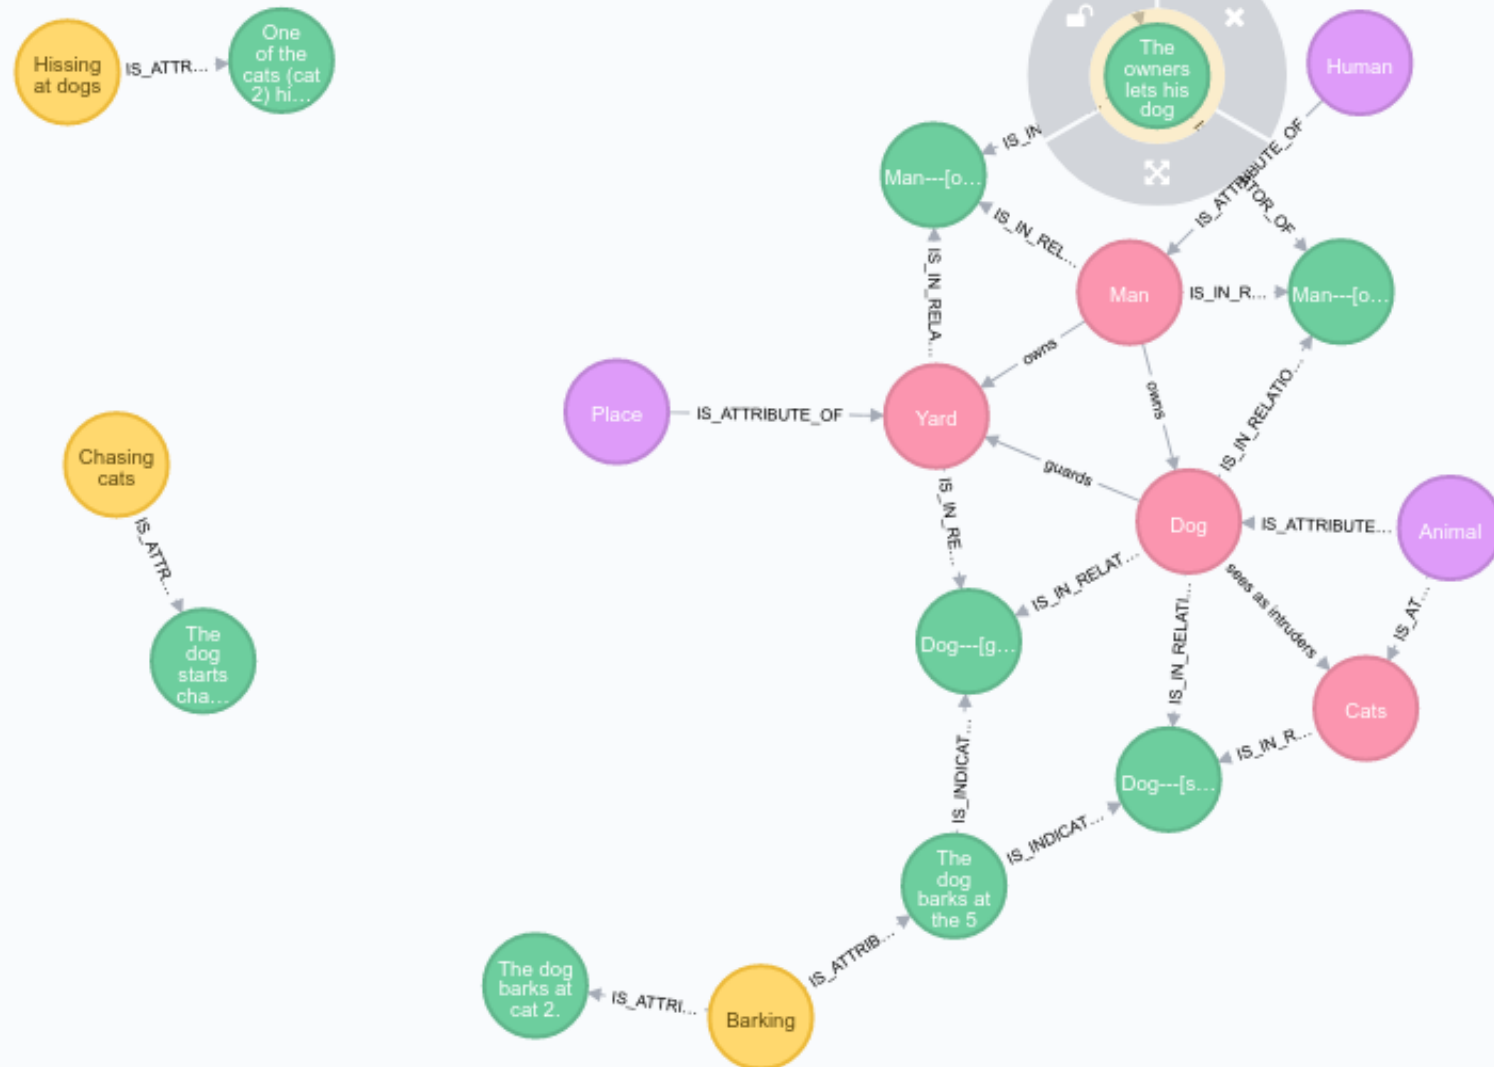 Hissing
at dogs
IS_ATTR...
One
of the
cats (cat
2) hi...
The
owners
lets his
dog
Human
IS_IN
Man---[o...
IS_ATTRIBUTE_OF
TOR_OF
IS_IN_REL...
Man
IS_IN_R...
Man---[o...
IS_IN_RELA...
owns
owns
Place
IS_ATTRIBUTE_OF
Yard
IS_IN_RELATIO...
guards
Chasing
cats
IS_ATTR...
IS_IN_RE...
Dog
IS_ATTRIBUTE...
Animal
IS_IN_RELAT...
sees as intruders
IS_AT...
The
dog
starts
cha...
Dog---[g...
IS_IN_RELATI...
Cats
IS_IN_R...
IS_INDICAT...
Dog---[s...
IS_INDICAT...
The
dog
barks at
the 5
IS_ATTRIB...
The dog
barks at
cat 2.
IS_ATTRI...
Barking